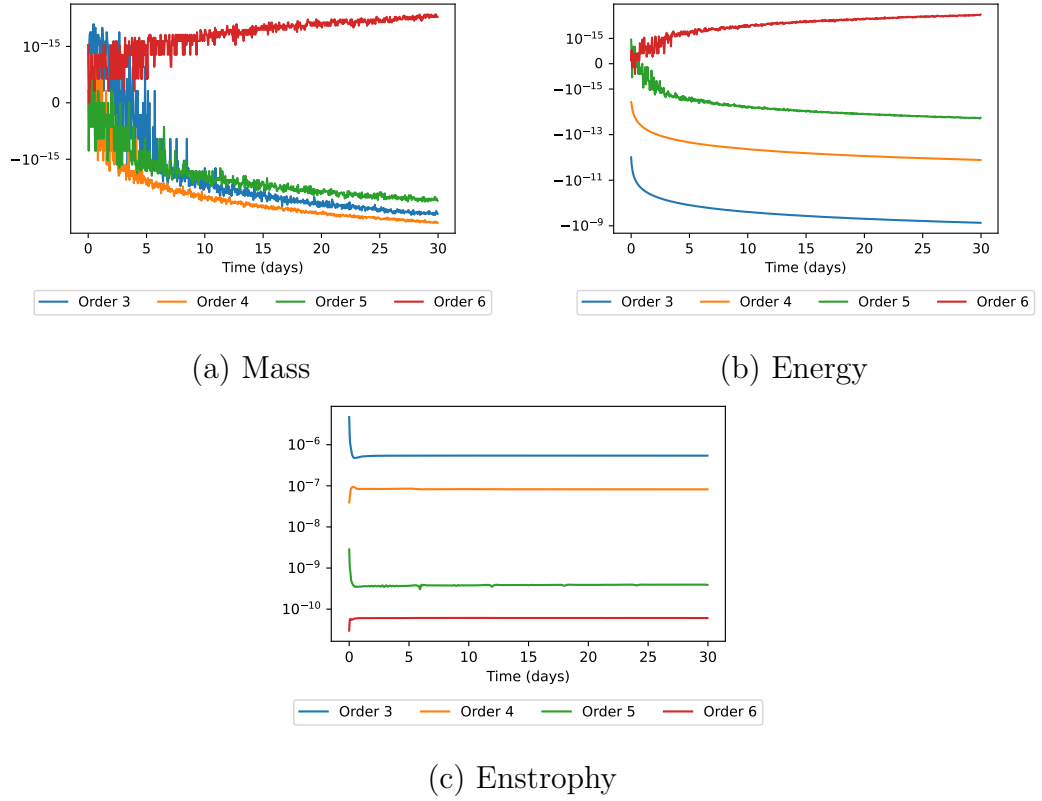 10⁻¹⁵
0
−10⁻¹⁵
0 5 10 15 20 25 30
Time (days)
Order 3 Order 4 Order 5 Order 6
(a) Mass
10⁻¹⁵
0
−10⁻¹⁵
−10⁻¹³
−10⁻¹¹
−10⁻⁹
0 5 10 15 20 25 30
Time (days)
Order 3 Order 4 Order 5 Order 6
(b) Energy
10⁻⁶
10⁻⁷
10⁻⁸
10⁻⁹
10⁻¹⁰
0 5 10 15 20 25 30
Time (days)
Order 3 Order 4 Order 5 Order 6
(c) Enstrophy